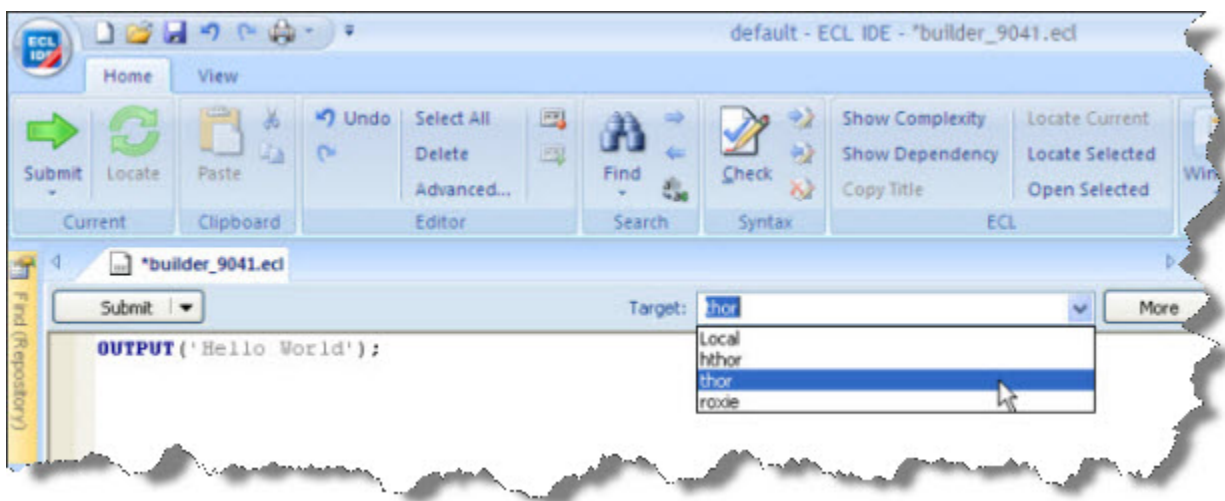 ECL
IDE
default - ECL IDE - *builder_9041.ecl
Home View
Undo Select All Show Complexity Locate Current
Submit Locate Paste Delete Find Check Show Dependency Locate Selected
Advanced... Copy Title Open Selected
Current Clipboard Editor Search Syntax ECL
*builder_9041.ecl
Find (Repository)
Submit Target: thor More
OUTPUT('Hello World');
Local
hthor
thor
roxie